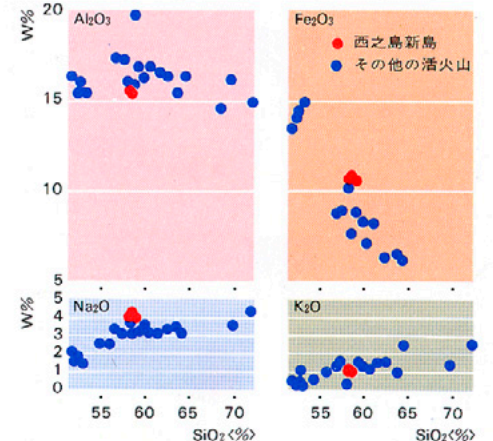 W%
Al₂O₃
Fe₂O₃
20
15
10
5
西之島新島
その他の活火山
W%
Na₂O
K₂O
5
4
3
2
1
0
55 60 65 70
55 60 65 70
SiO₂<%>
SiO₂<%>